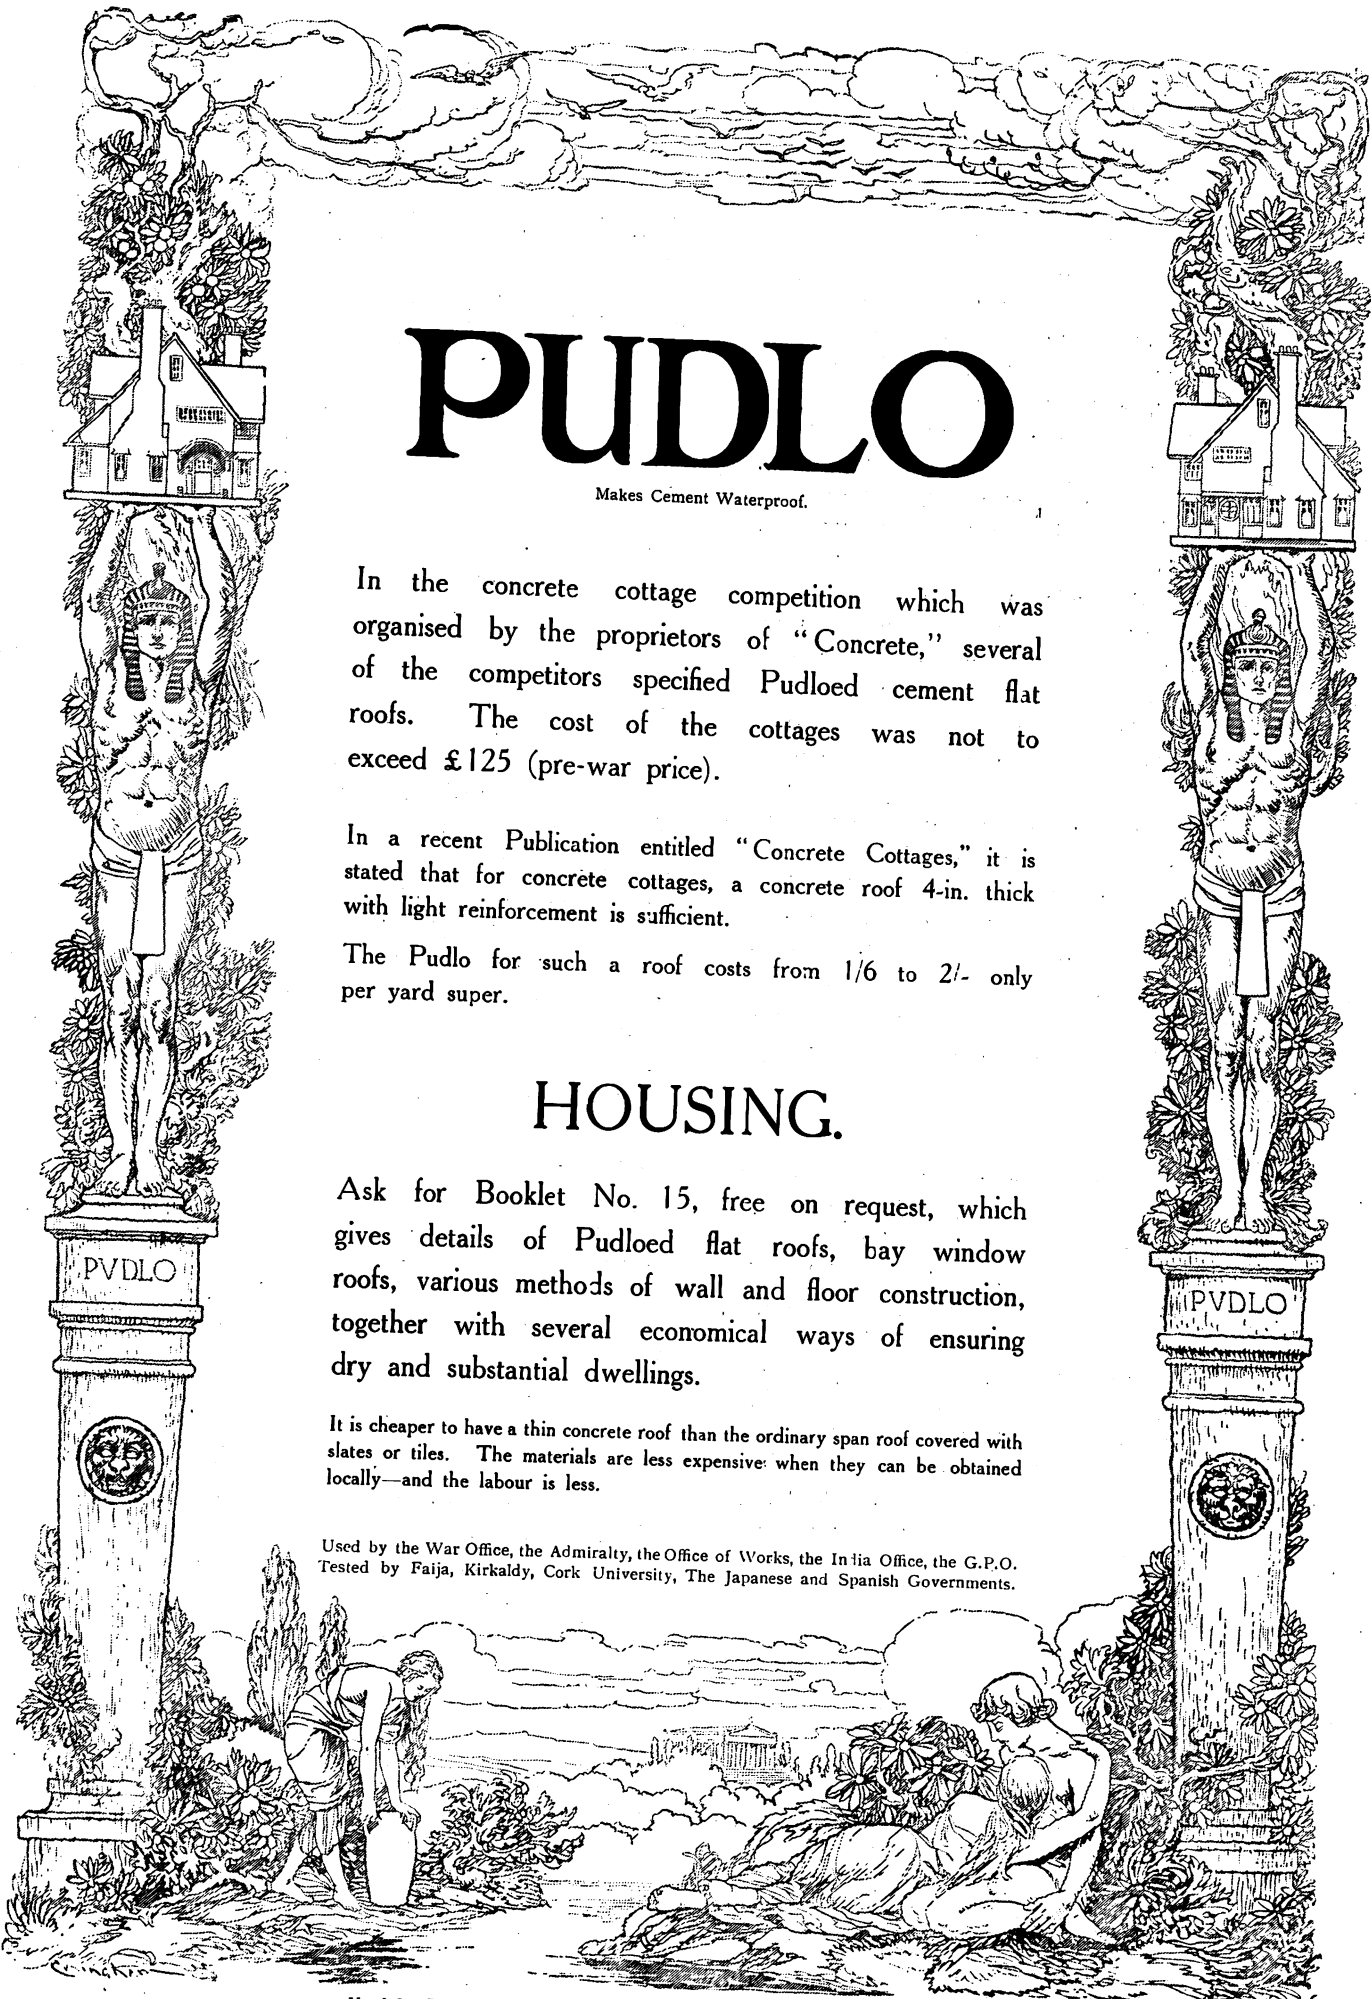 PUDLO
Makes Cement Waterproof.
In the concrete cottage competition which was
organised by the proprietors of “Concrete,” several
of the competitors specified Pudloed cement flat
roofs. The cost of the cottages was not to
exceed £125 (pre-war price).
In a recent Publication entitled “Concrete Cottages,” it is
stated that for concrete cottages, a concrete roof 4-in. thick
with light reinforcement is sufficient.
The Pudlo for such a roof costs from 1/6 to 2/- only
per yard super.
HOUSING.
Ask for Booklet No. 15, free on request, which
gives details of Pudloed flat roofs, bay window
roofs, various methods of wall and floor construction,
together with several economical ways of ensuring
dry and substantial dwellings.
It is cheaper to have a thin concrete roof than the ordinary span roof covered with
slates or tiles. The materials are less expensive when they can be obtained
locally—and the labour is less.
Used by the War Office, the Admiralty, the Office of Works, the India Office, the G.P.O.
Tested by Faija, Kirkaldy, Cork University, The Japanese and Spanish Governments.
PVDLO
PVDLO